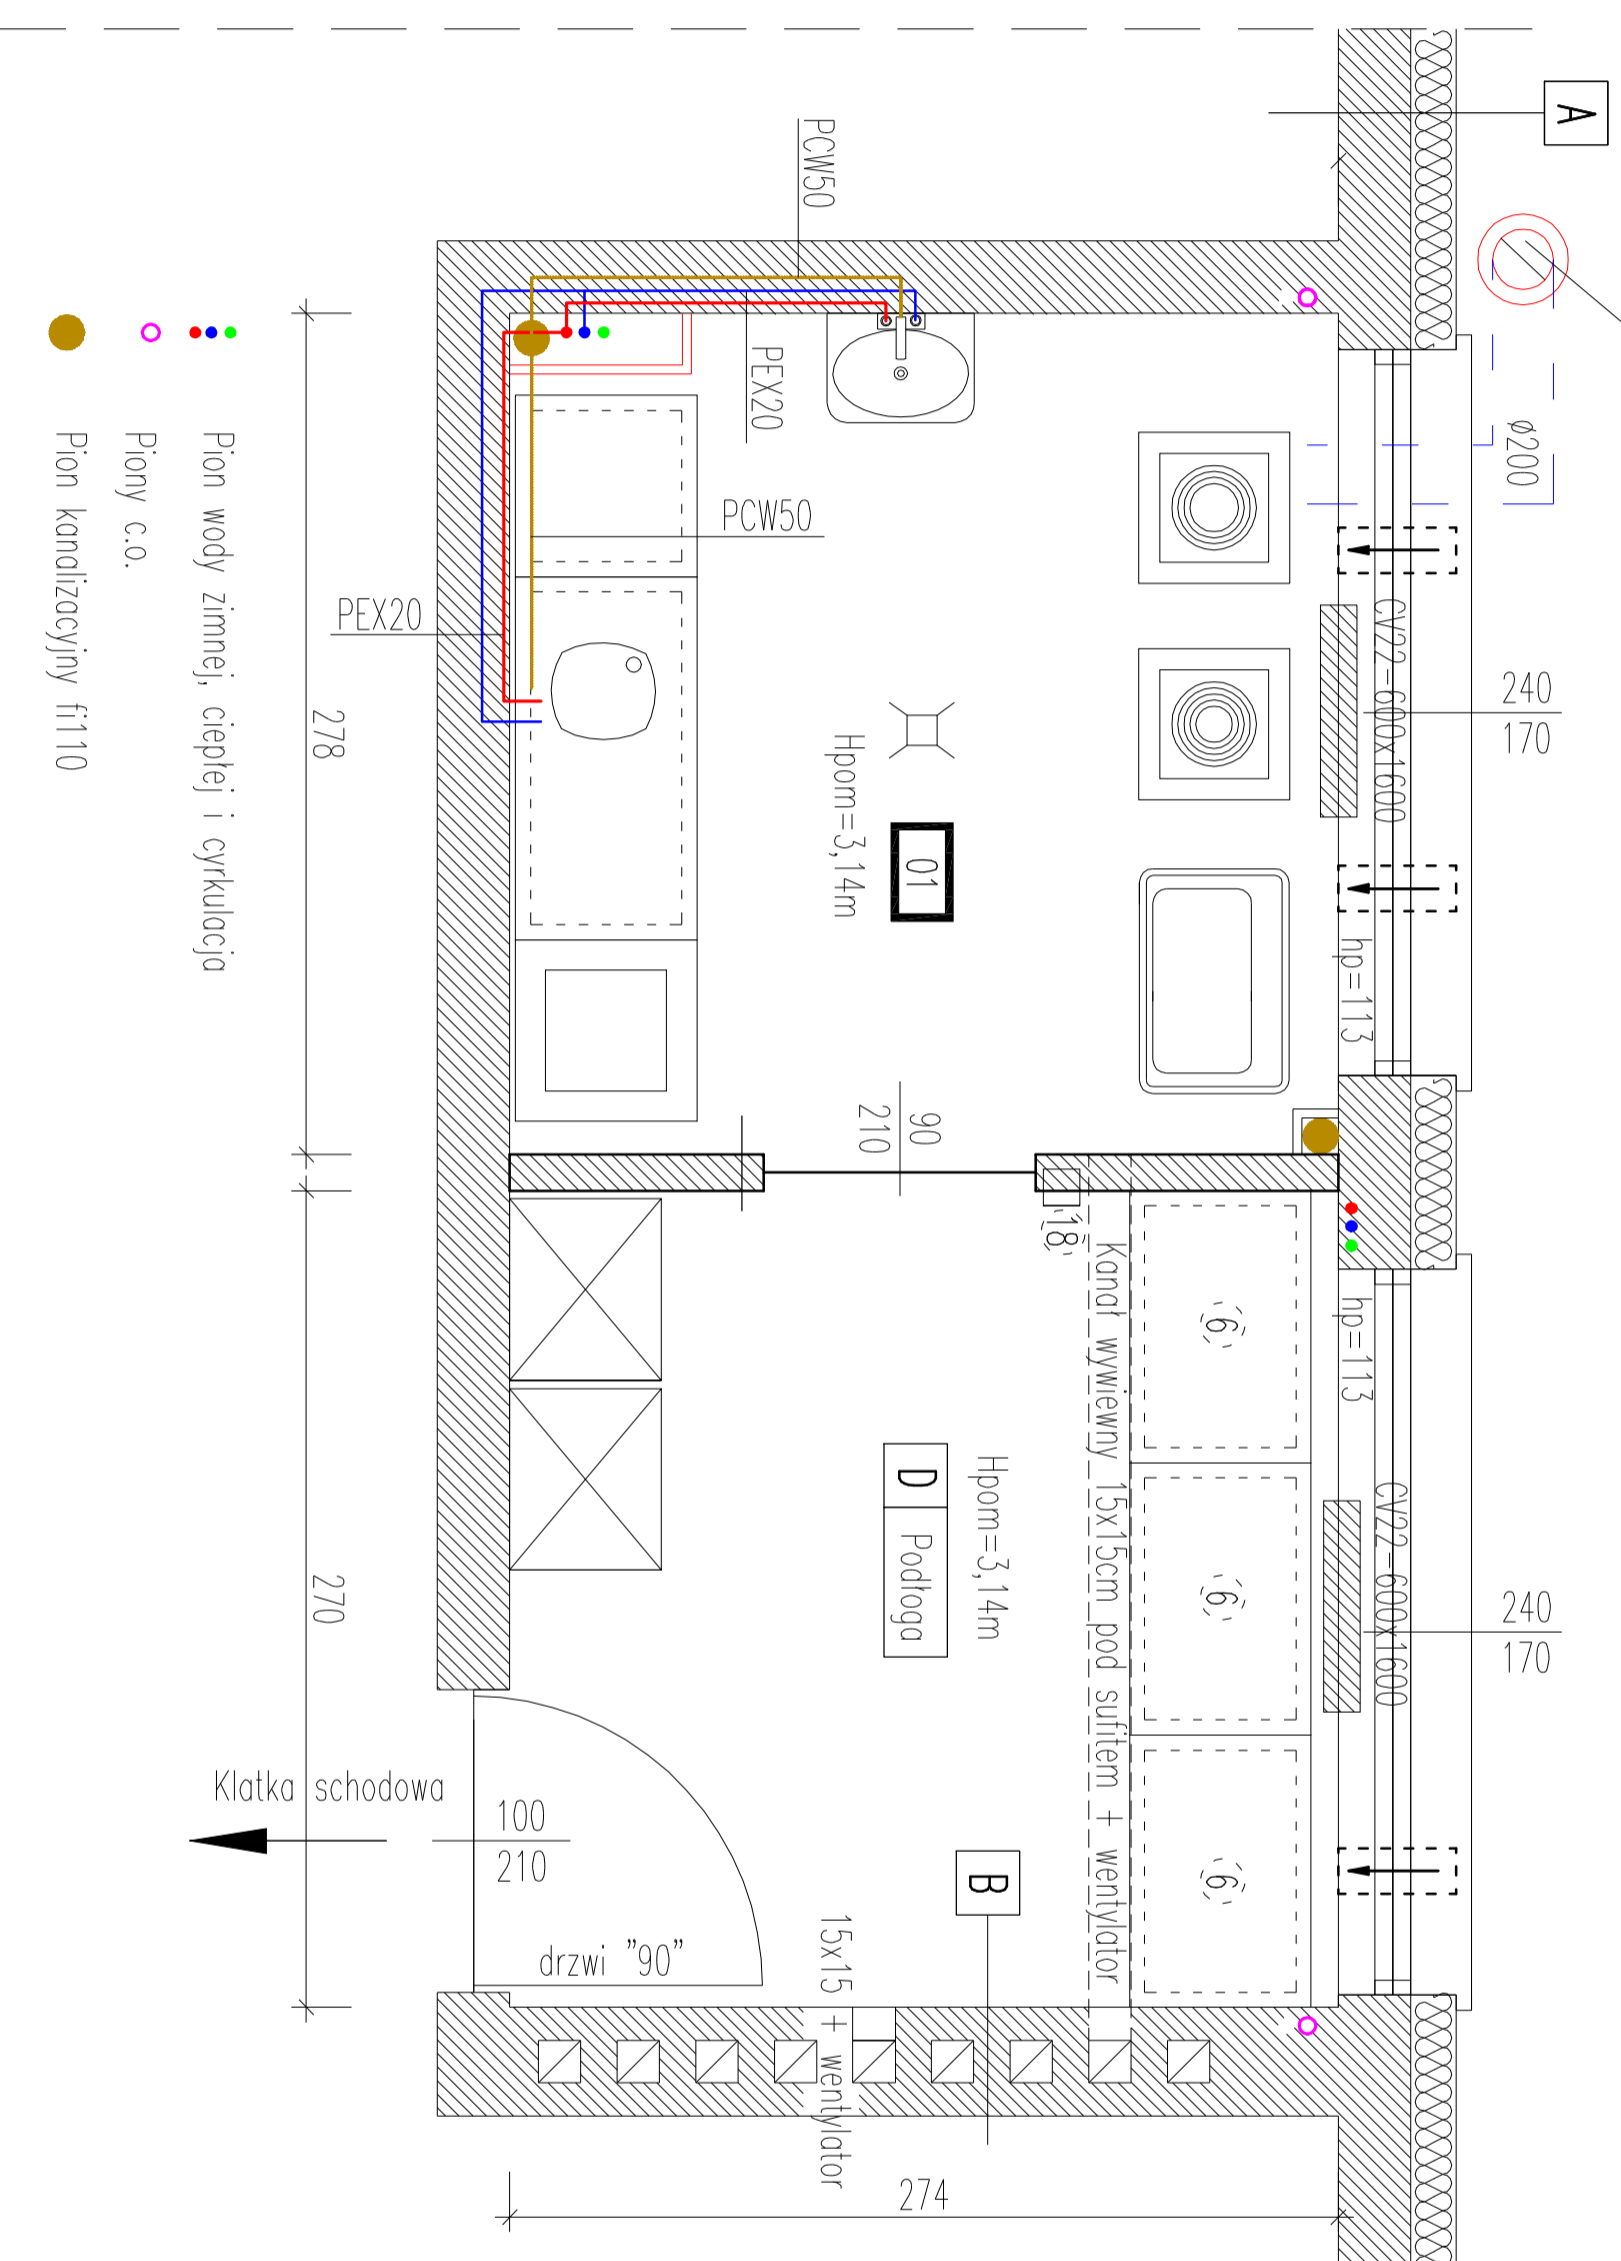 A
PCW50
ø200
PEX20
PCW50
PEX20
CV22-600x1600
240
170
Hpom=3,14m
01
hp=113
278
90
210
18
hp=113
Kanał wywiewny 15x15cm pod sufitem + wentylator
6
6
6
CV22-600x1600
240
170
Hpom=3,14m
D
Podłoga
270
Klatka schodowa
100
210
drzwi "90"
B
15x15 + wentylator
274
Pion wody zimnej, ciepłej i cyrkulacja
Piony c.o.
Pion kanalizacyjny fi110